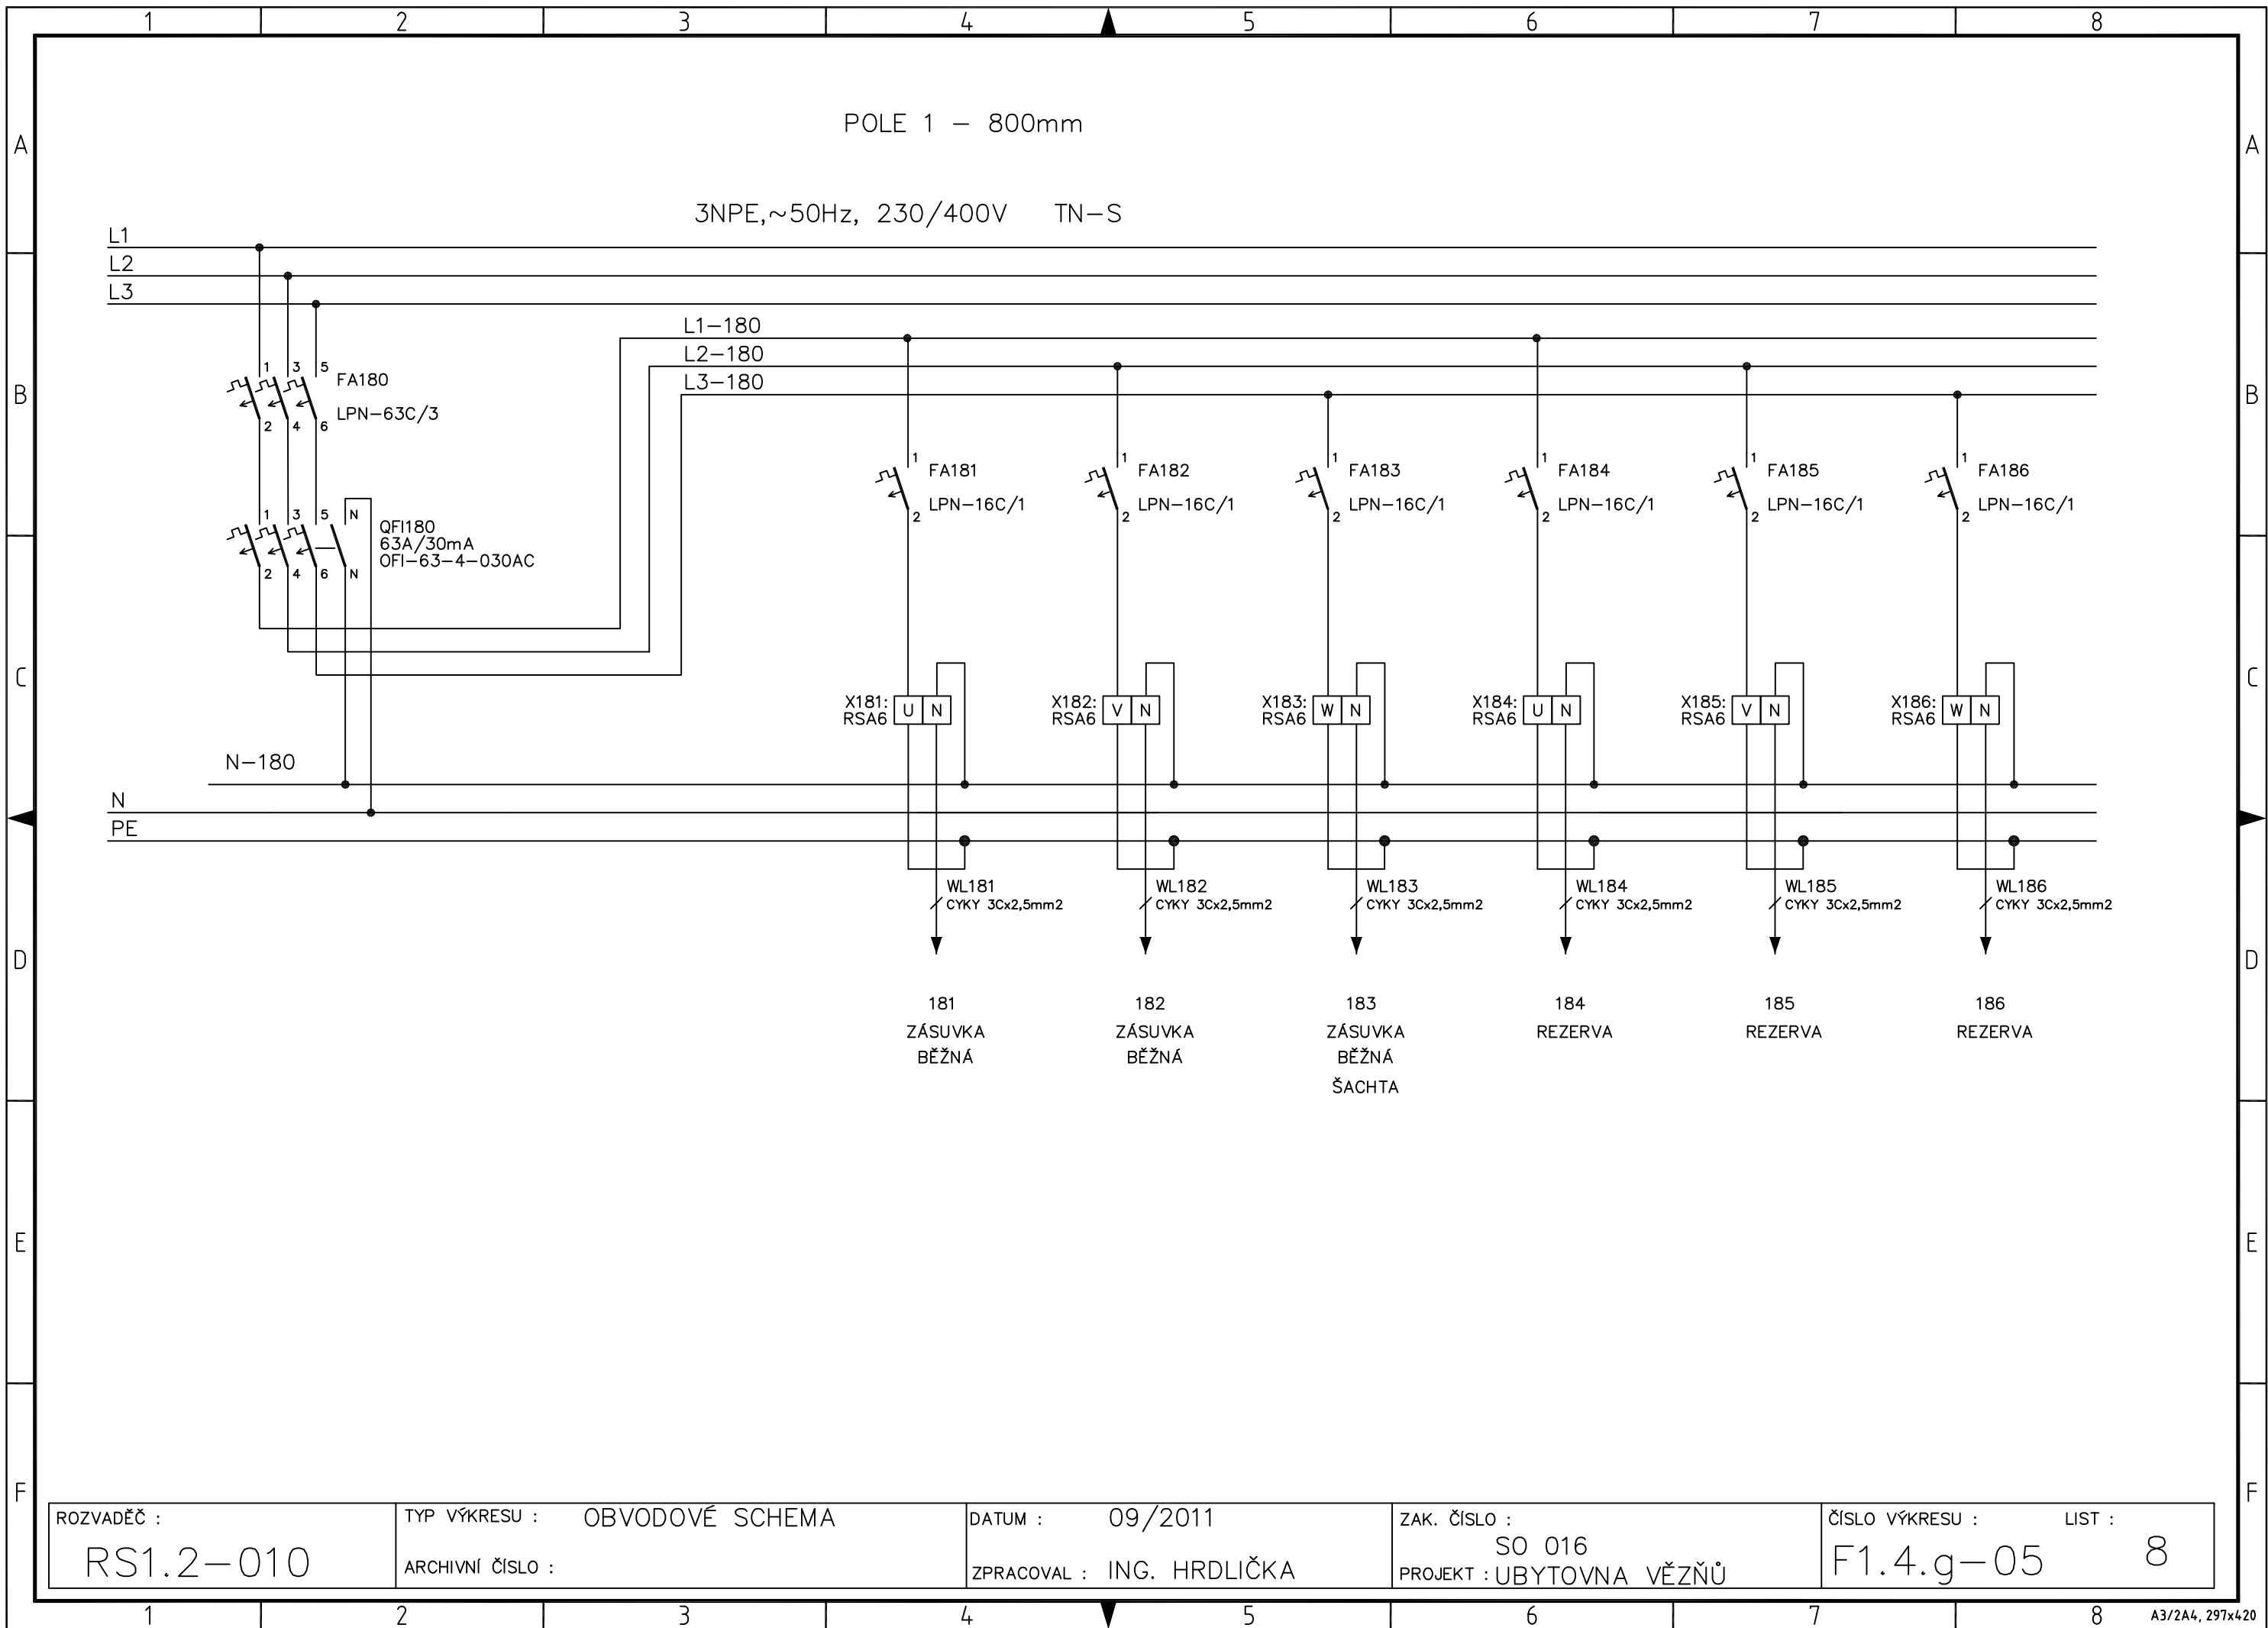 1 2 3 4 5 6 7 8
A A
B B
C C
D D
E E
F F
POLE 1 – 800mm
3NPE,~50Hz, 230/400V TN–S
L1
L2
L3
L1–180
L2–180
L3–180
1 3 5
FA180
LPN–63C/3
2 4 6
1 3 5 N
QFI180
63A/30mA
OFI–63–4–030AC
2 4 6 N
1 FA181 1 FA182 1 FA183 1 FA184 1 FA185 1 FA186
2 LPN–16C/1 2 LPN–16C/1 2 LPN–16C/1 2 LPN–16C/1 2 LPN–16C/1 2 LPN–16C/1
X181: U N X182: V N X183: W N X184: U N X185: V N X186: W N
RSA6 RSA6 RSA6 RSA6 RSA6 RSA6
N–180
N
PE
WL181 WL182 WL183 WL184 WL185 WL186
CYKY 3Cx2,5mm2 CYKY 3Cx2,5mm2 CYKY 3Cx2,5mm2 CYKY 3Cx2,5mm2 CYKY 3Cx2,5mm2 CYKY 3Cx2,5mm2
181 182 183 184 185 186
ZÁSUVKA ZÁSUVKA ZÁSUVKA REZERVA REZERVA REZERVA
BĚŽNÁ BĚŽNÁ BĚŽNÁ
ŠACHTA
ROZVADĚČ :
RS1.2–010
TYP VÝKRESU : OBVODOVÉ SCHEMA
ARCHIVNÍ ČÍSLO :
DATUM : 09/2011
ZPRACOVAL : ING. HRDLIČKA
ZAK. ČÍSLO :
SO 016
PROJEKT : UBYTOVNA VĚZŇŮ
ČÍSLO VÝKRESU : LIST :
F1.4.g–05 8
1 2 3 4 5 6 7 8
A3/2A4, 297x420